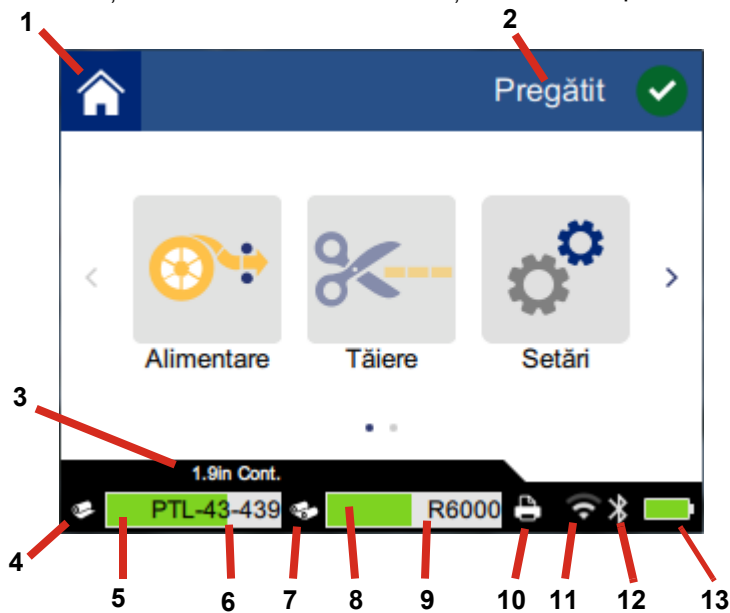 1 2
Pregătit
Alimentare Tăiere Setări
3
1.9in Cont.
PTL-43-439 R6000
4
5 6 7 8 9 10 11 12 13